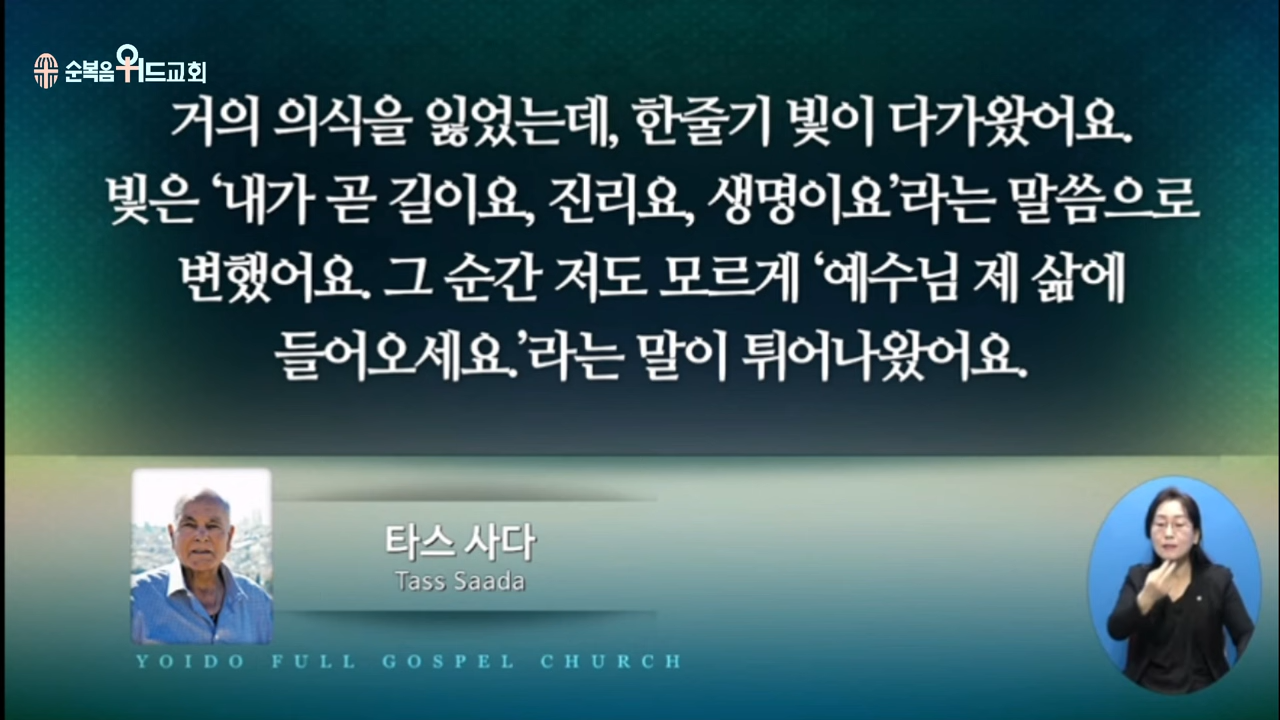 순복음위드교회
거의 의식을 잃었는데, 한줄기 빛이 다가왔어요.
빛은 ‘내가 곧 길이요, 진리요, 생명이요’라는 말씀으로
변했어요. 그 순간 저도 모르게 ‘예수님 제 삶에
들어오세요.’라는 말이 튀어나왔어요.
타스 사다
Tass Saada
YOIDO FULL GOSPEL CHURCH